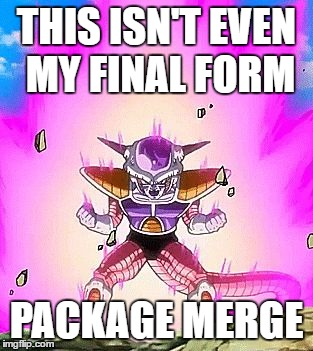 THIS ISN'T EVEN
MY FINAL FORM
PACKAGE MERGE
imgflip.com